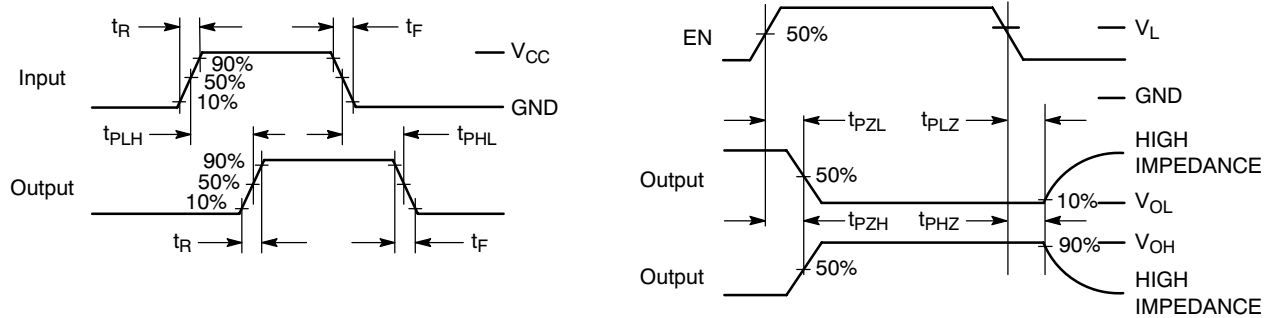 tR
tF
Input
90%
50%
10%
VCC
GND
tPLH
tPHL
Output
90%
50%
10%
tR
tF
EN
50%
VL
GND
tPZL
tPLZ
HIGH
IMPEDANCE
Output
50%
10%
VOL
tPZH
tPHZ
90%
VOH
Output
50%
HIGH
IMPEDANCE